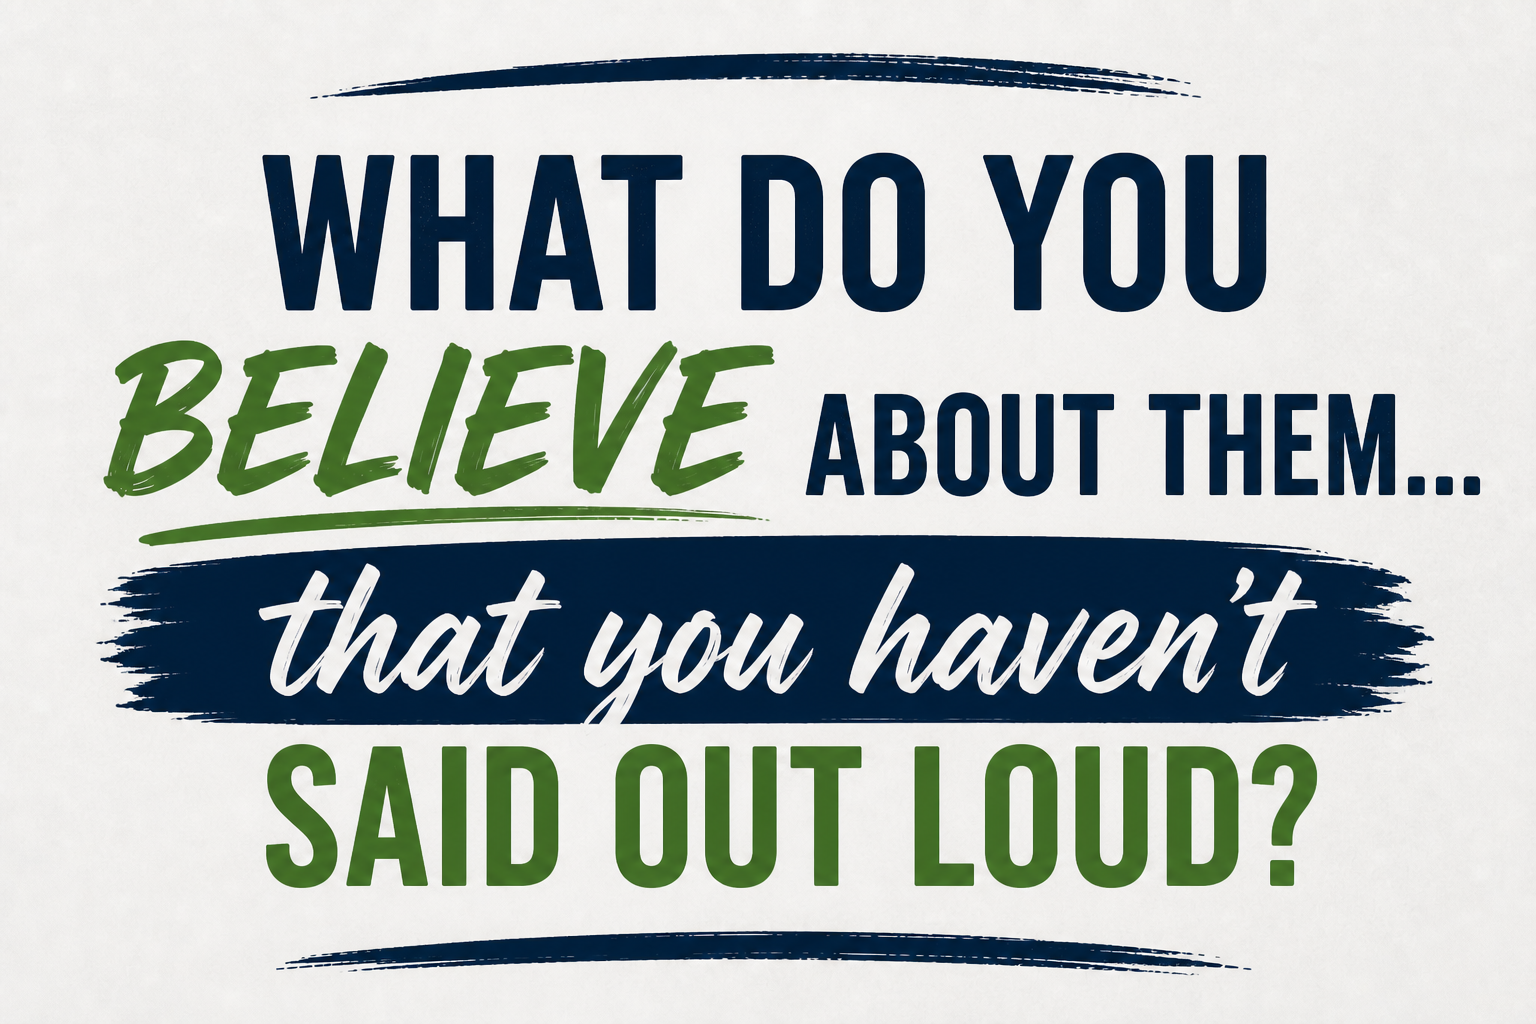 WHAT DO YOU
BELIEVE ABOUT THEM...
that you haven't
SAID OUT LOUD?